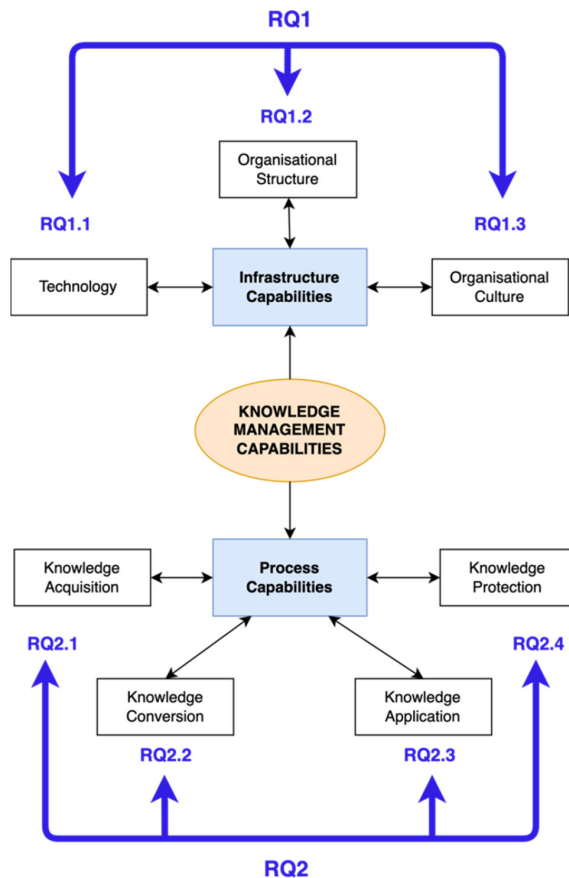 RQ1
RQ1.2
Organisational
Structure
RQ1.1
RQ1.3
Technology
Infrastructure
Capabilities
Organisational
Culture
KNOWLEDGE
MANAGEMENT
CAPABILITIES
Knowledge
Acquisition
Process
Capabilities
Knowledge
Protection
RQ2.1
RQ2.4
Knowledge
Conversion
Knowledge
Application
RQ2.2
RQ2.3
RQ2